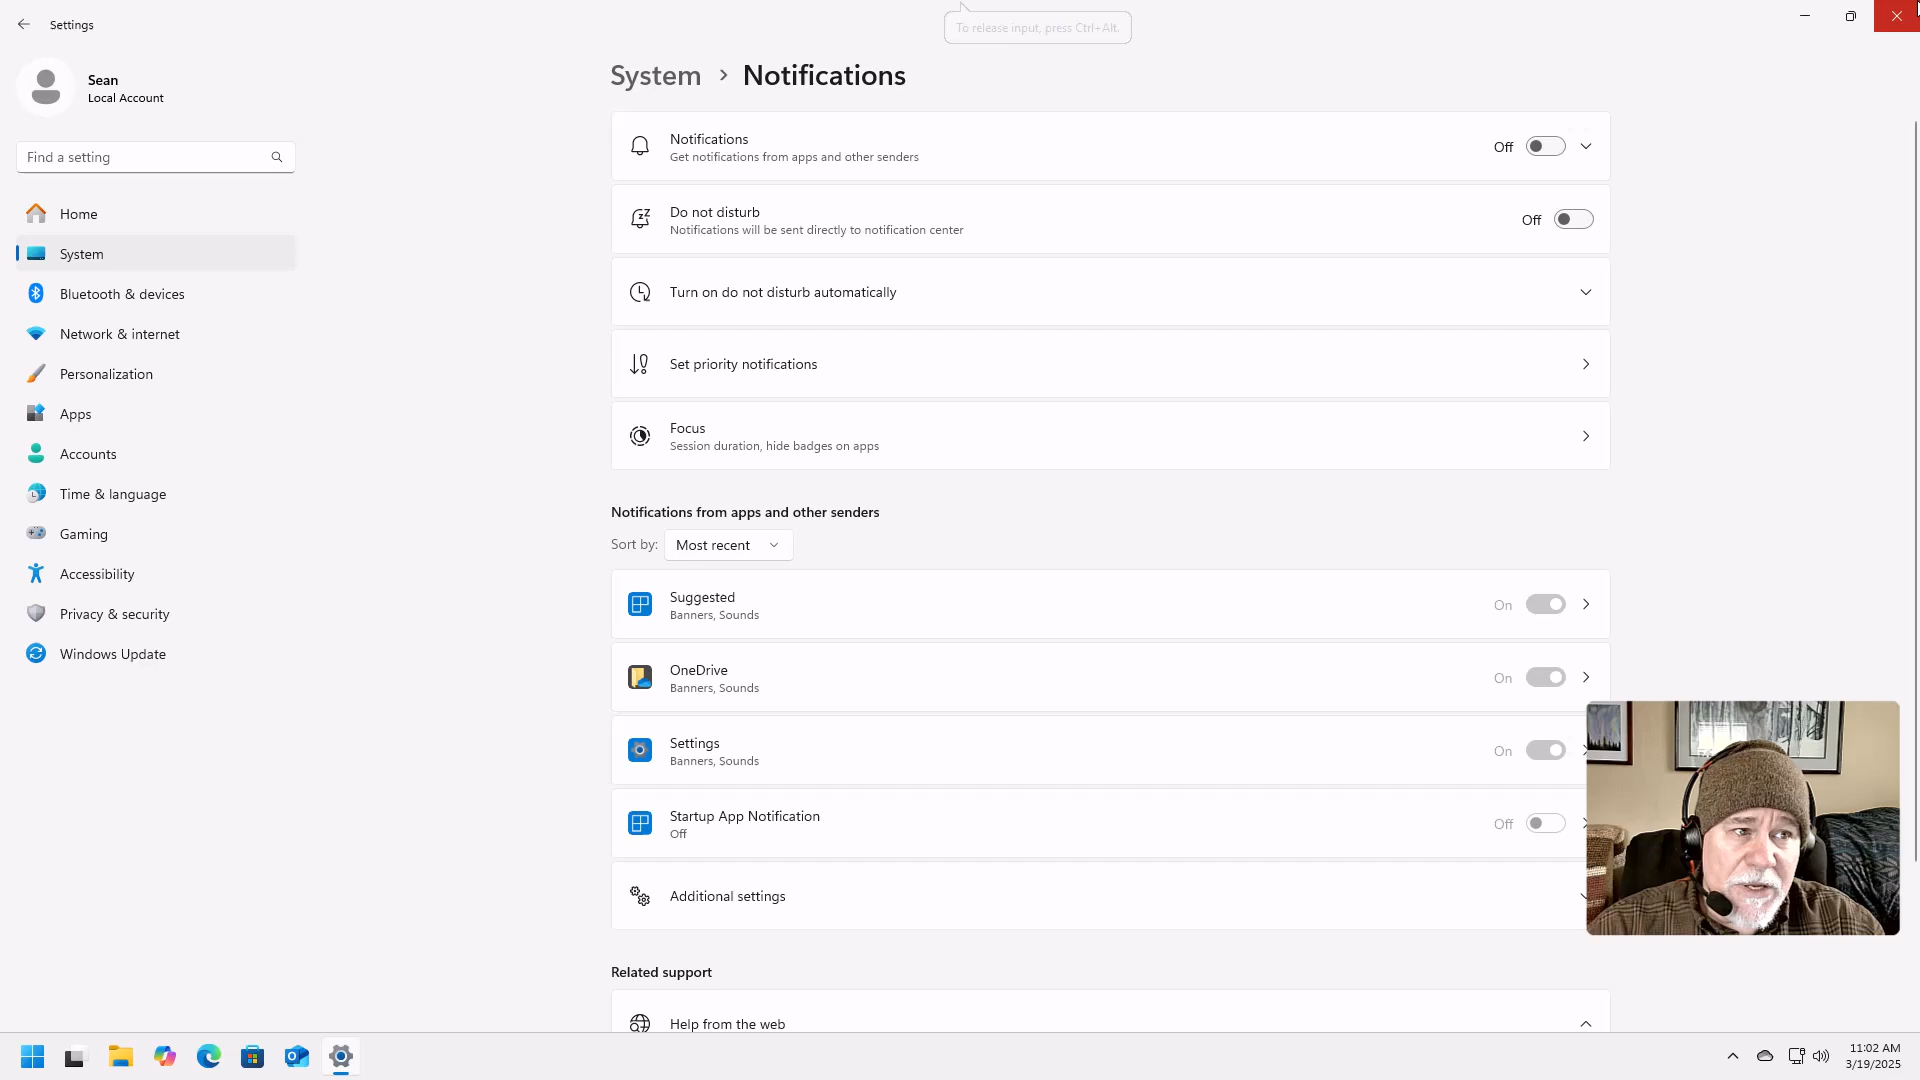 Settings
To release input, press Ctrl+Alt.
Sean
Local Account
Find a setting
Home
System
Bluetooth & devices
Network & internet
Personalization
Apps
Accounts
Time & language
Gaming
Accessibility
Privacy & security
Windows Update
System > Notifications
Notifications
Get notifications from apps and other senders
Off
Do not disturb
Notifications will be sent directly to notification center
Off
Turn on do not disturb automatically
Set priority notifications
Focus
Session duration, hide badges on apps
Notifications from apps and other senders
Sort by: Most recent
Suggested
Banners, Sounds
On
OneDrive
Banners, Sounds
On
Settings
Banners, Sounds
On
Startup App Notification
Off
Off
Additional settings
Related support
Help from the web
11:02 AM
3/19/2025